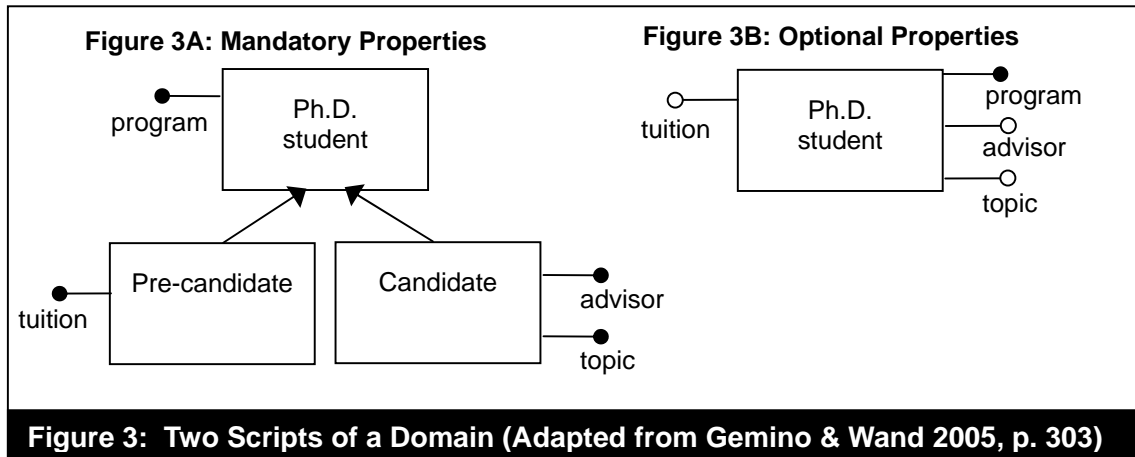 Figure 3A: Mandatory Properties
Ph.D.
student
program
Pre-candidate
tuition
Candidate
advisor
topic
Figure 3B: Optional Properties
Ph.D.
student
tuition
program
advisor
topic
Figure 3: Two Scripts of a Domain (Adapted from Gemino & Wand 2005, p. 303)